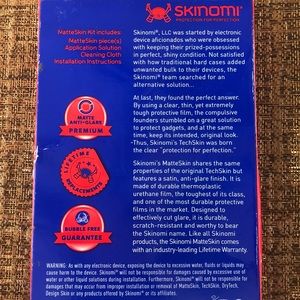 SKINOMI®
PROTECTION FOR PERFECTION™
MatteSkin Kit includes:
MatteSkin piece(s)
Application Solution
Cleaning Cloth
Installation Instructions
MATTE
ANTI-GLARE
PREMIUM
LIFETIME
REPLACEMENTS
BUBBLE FREE
GUARANTEE
Skinomi®, LLC was started by electronic
device aficionados who were obsessed
with keeping their prized-possessions
in perfect, shiny condition. Not satisfied
with how traditional hard cases added
unwanted bulk to their devices, the
Skinomi® team searched for an
alternative solution...
At last, they found the perfect answer.
By using a clear, thin, yet extremely
tough protective film, the compulsive
founders stumbled on a great solution
to protect gadgets, and at the same
time, keep its intended, original look.
Thus, Skinomi's TechSkin was born
the clear "protection for perfection."
Skinomi's MatteSkin shares the same
properties of the original TechSkin but
features a satin, anti-glare finish. It is
made of durable thermoplastic
urethane film, the toughest of its class,
and one of the most durable protective
films in the market. Designed to
effectively cut glare, it is durable,
scratch-resistant and worthy to bear
the Skinomi name. Like all Skinomi
products, the Skinomi MatteSkin comes
with an industry-leading Lifetime Warranty.
WARNING: As with any electronic device, exposing the device to excessive water, fluids or liquids may
cause harm to the device. Skinomi® will not be responsible for damages caused by excessive use of
water or other liquid solutions during installation. Furthermore, Skinomi® will not be responsible for
damages that may occur from improper installation or removal of MatteSkin, TechSkin, DryTech,
Design Skin or any products offered by Skinomi® or its affiliates.